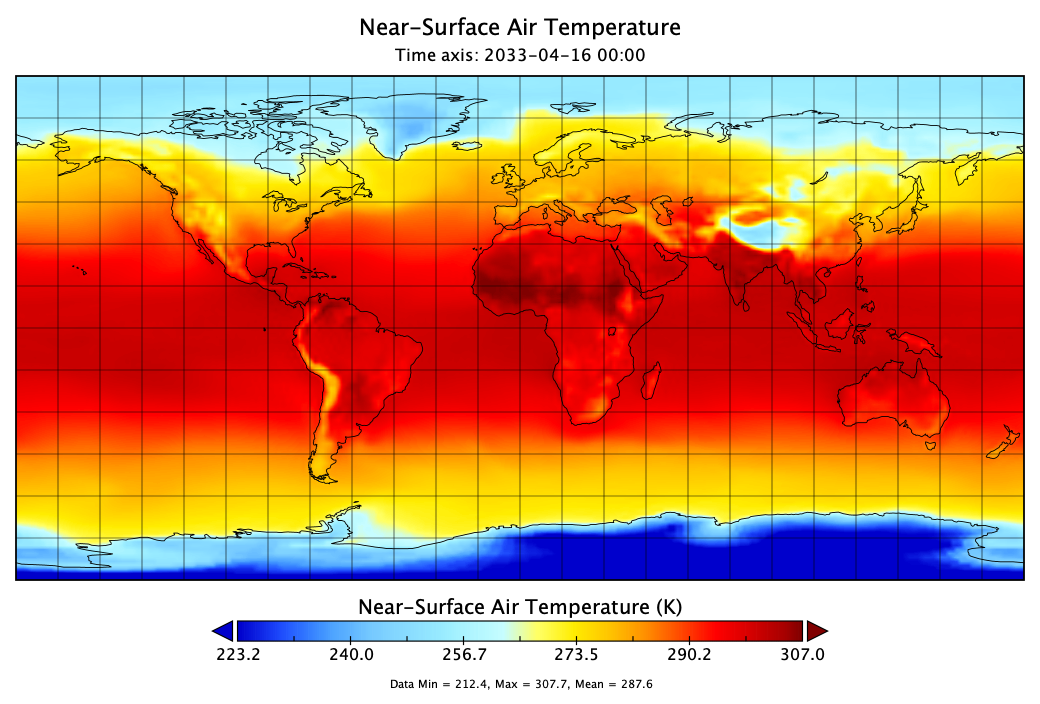 Near-Surface Air Temperature
Time axis: 2033-04-16 00:00
Near-Surface Air Temperature (K)
223.2 240.0 256.7 273.5 290.2 307.0
Data Min = 212.4, Max = 307.7, Mean = 287.6